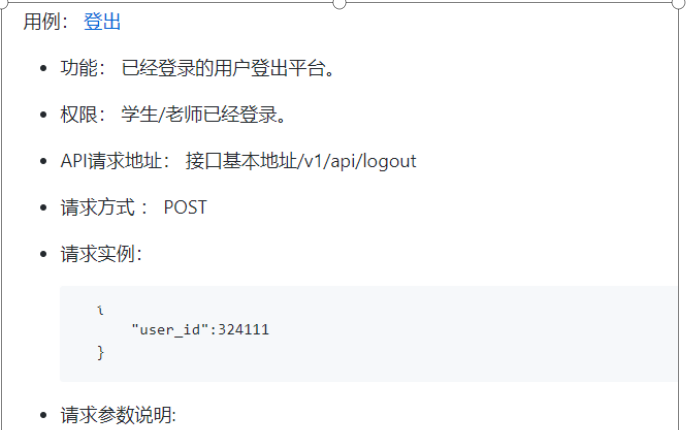 用例： 登出
功能： 已经登录的用户登出平台。
权限： 学生/老师已经登录。
API请求地址： 接口基本地址/v1/api/logout
请求方式 ： POST
请求实例：
{
"user_id":324111
}
请求参数说明: